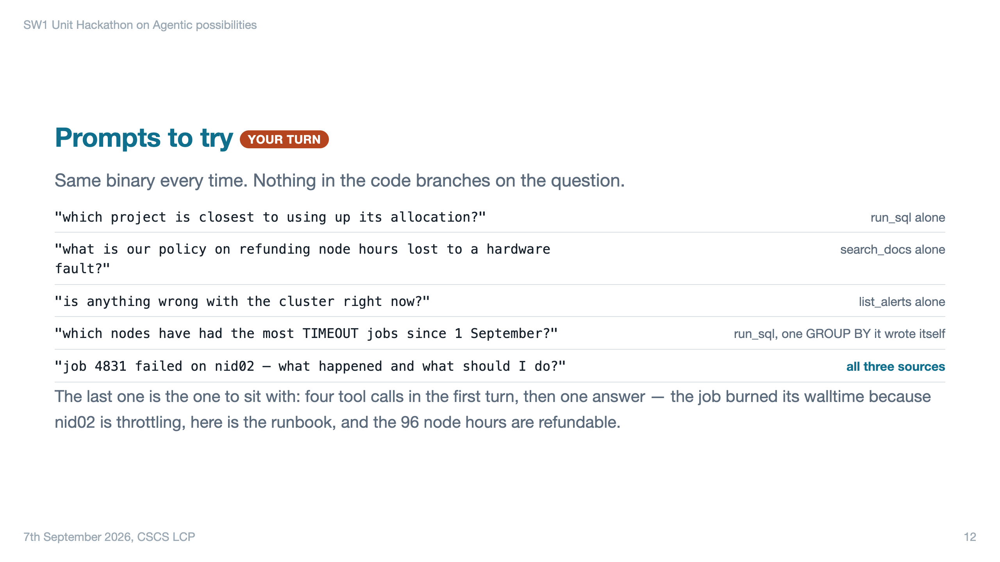 SW1 Unit Hackathon on Agentic possibilities
Prompts to try YOUR TURN
Same binary every time. Nothing in the code branches on the question.
"which project is closest to using up its allocation?" run_sql alone
"what is our policy on refunding node hours lost to a hardware search_docs alone
fault?"
"is anything wrong with the cluster right now?" list_alerts alone
"which nodes have had the most TIMEOUT jobs since 1 September?" run_sql, one GROUP BY it wrote itself
"job 4831 failed on nid02 — what happened and what should I do?" all three sources
The last one is the one to sit with: four tool calls in the first turn, then one answer — the job burned its walltime because
nid02 is throttling, here is the runbook, and the 96 node hours are refundable.
7th September 2026, CSCS LCP 12